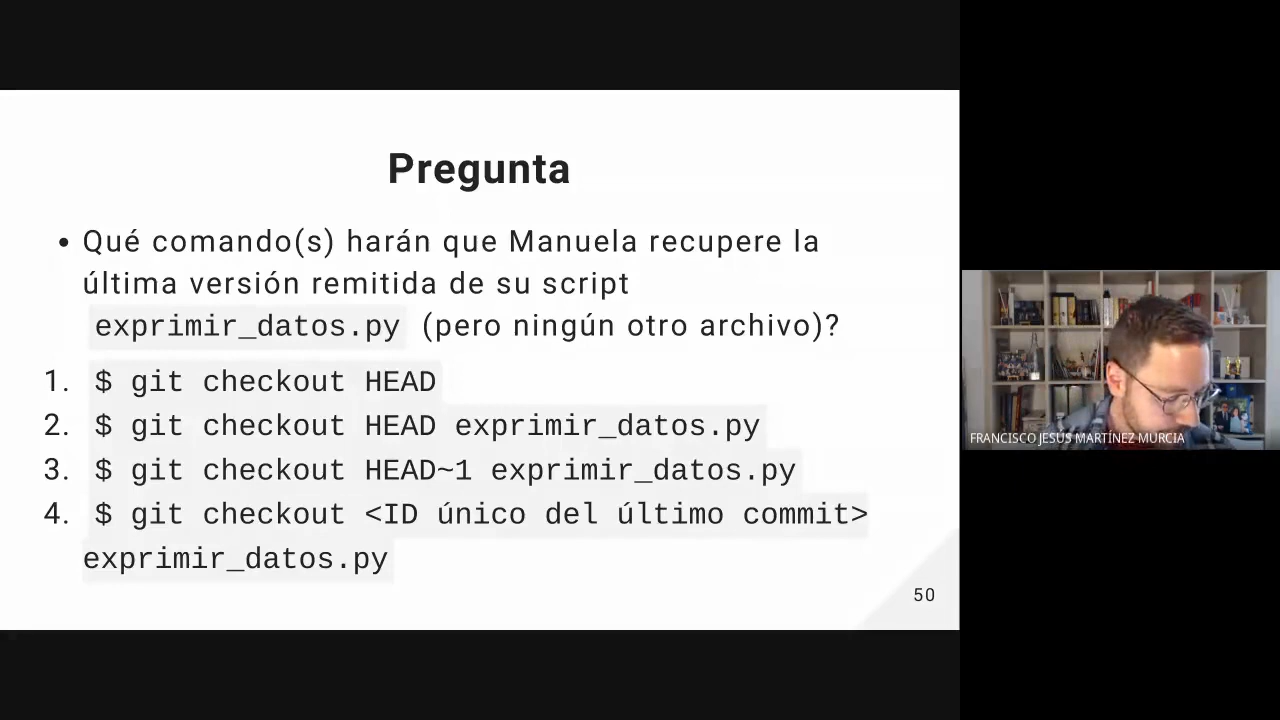 Pregunta
• Qué comando(s) harán que Manuela recupere la
última versión remitida de su script
exprimir_datos.py (pero ningún otro archivo)?
1. $ git checkout HEAD
2. $ git checkout HEAD exprimir_datos.py
3. $ git checkout HEAD~1 exprimir_datos.py
4. $ git checkout <ID único del último commit>
exprimir_datos.py
50
FRANCISCO JESÚS MARTÍNEZ MURCIA